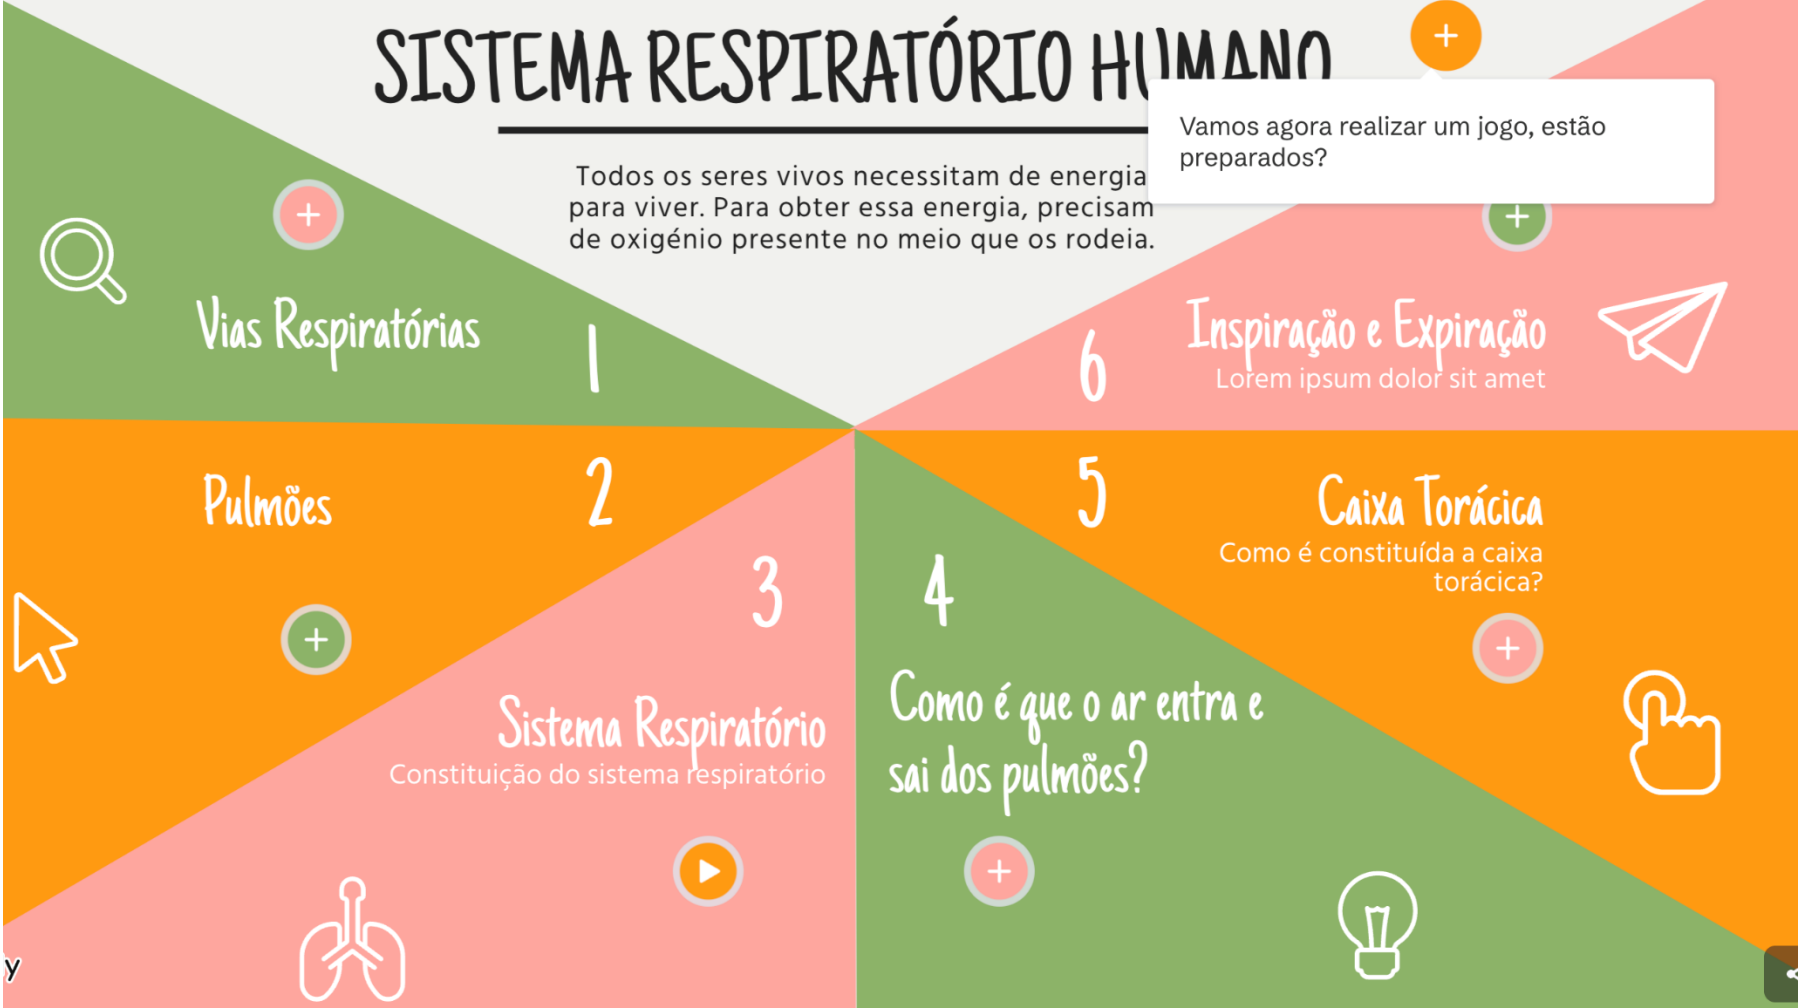 SISTEMA RESPIRATÓRIO HUMANO
Vamos agora realizar um jogo, estão
preparados?
Todos os seres vivos necessitam de energia
para viver. Para obter essa energia, precisam
de oxigénio presente no meio que os rodeia.
Vias Respiratórias
1
6
Inspiração e Expiração
Lorem ipsum dolor sit amet
Pulmões
2
5
Caixa Torácica
Como é constituída a caixa
torácica?
3
Sistema Respiratório
Constituição do sistema respiratório
4
Como é que o ar entra e
sai dos pulmões?
y